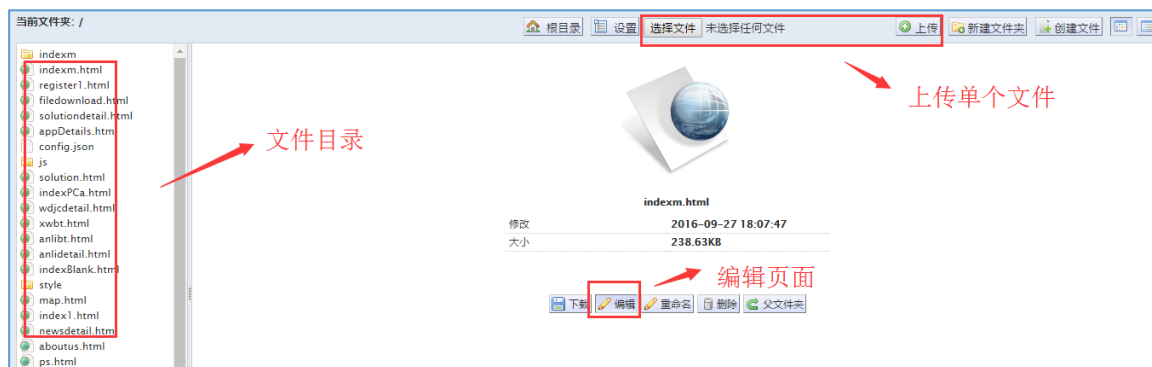 当前文件夹: /
根目录 设置 选择文件 未选择任何文件 上传 新建文件夹 创建文件
indexm
indexm.html
register1.html
filedownload.html
solutiondetail.html
appDetails.htm
config.json
js
solution.html
indexPCa.html
wdjcdetail.html
xwbt.html
anlibt.html
anlidetail.html
indexBlank.html
style
map.html
index1.html
newsdetail.htm
aboutus.html
ps.html
文件目录
上传单个文件
indexm.html
修改 2016-09-27 18:07:47
大小 238.63KB
编辑页面
下载 编辑 重命名 删除 父文件夹